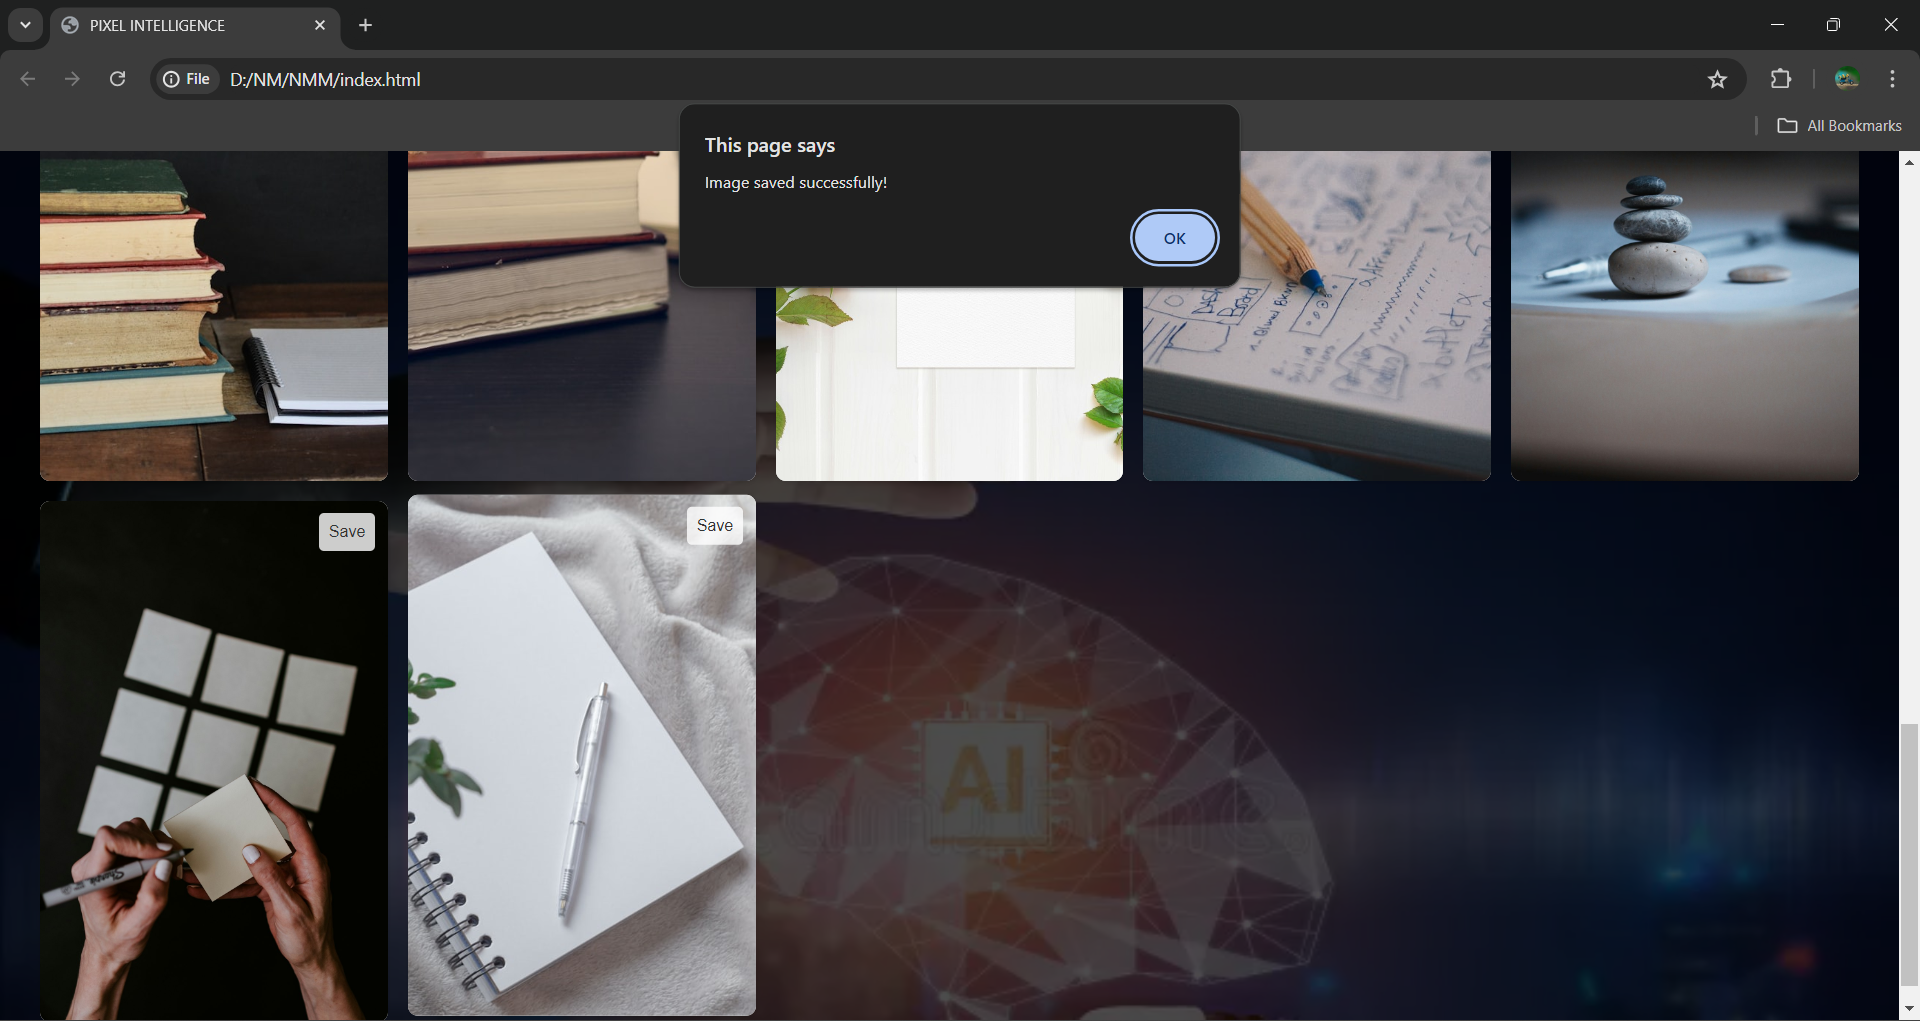 PIXEL INTELLIGENCE
File
D:/NM/NMM/index.html
All Bookmarks
This page says
Image saved successfully!
OK
Board
Save
Save
AI